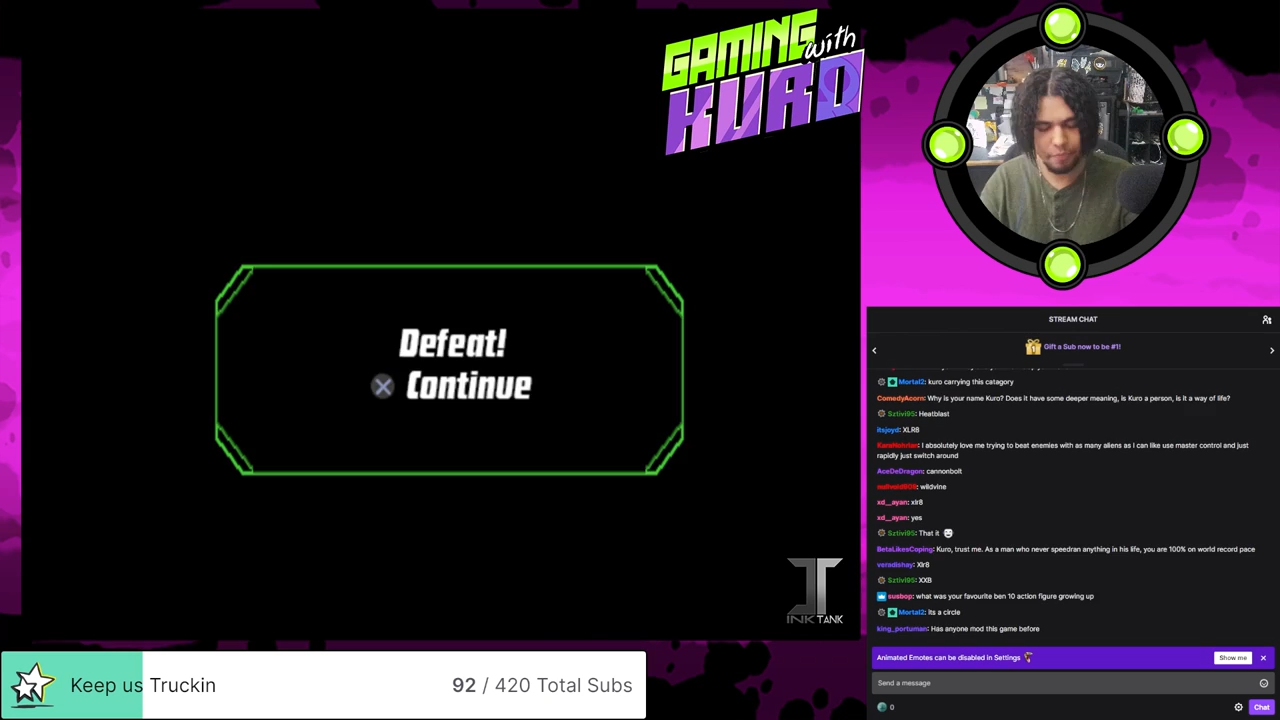 GAMING with
KURO
Defeat!
Continue
INKTANK
Keep us Truckin
92 / 420 Total Subs
STREAM CHAT
Gift a Sub now to be #1!
Mortal2: kuro carrying this catagory
ComedyAcorn: Why is your name Kuro? Does it have some deeper meaning, is Kuro a person, is it a way of life?
Sztivi95: Heatblast
itsjoyd: XLR8
I absolutely love me trying to beat enemies with as many aliens as I can like use master control and just
rapidly just switch around
AceDeDragon: cannonbolt
wildvine
xd__ayan: xlr8
xd__ayan: yes
Sztivi95: That it
BetaLikesCoping: Kuro, trust me. As a man who never speedran anything in his life, you are 100% on world record pace
Xlr8
Sztivi95: XXB
susbop: what was your favourite ben 10 action figure growing up
Mortal2: its a circle
king_portuman: Has anyone mod this game before
Animated Emotes can be disabled in Settings
Show me
Send a message
0
Chat